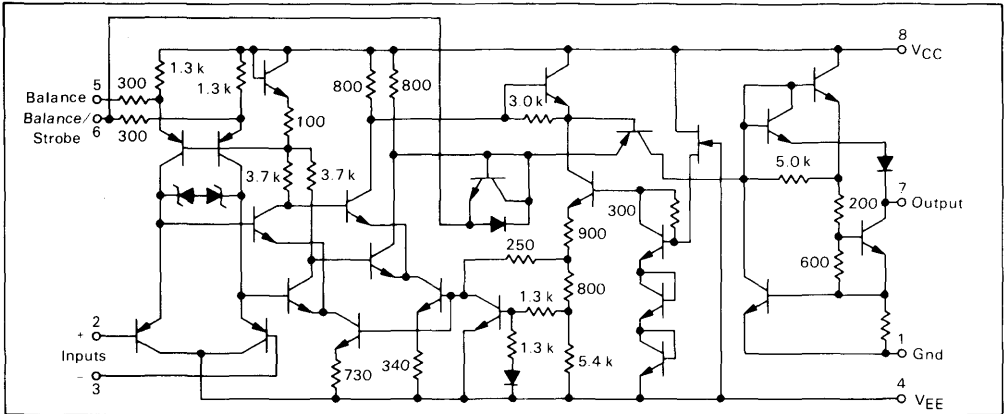 8
VCC
1.3 k
5
300
Balance
1.3 k
800
800
Balance/
Strobe
6
300
100
3.0 k
3.7 k
3.7 k
5.0 k
7
Output
300
200
900
250
600
800
1.3 k
2
+
Inputs
−
3
1.3 k
5.4 k
340
730
1
Gnd
4
VEE